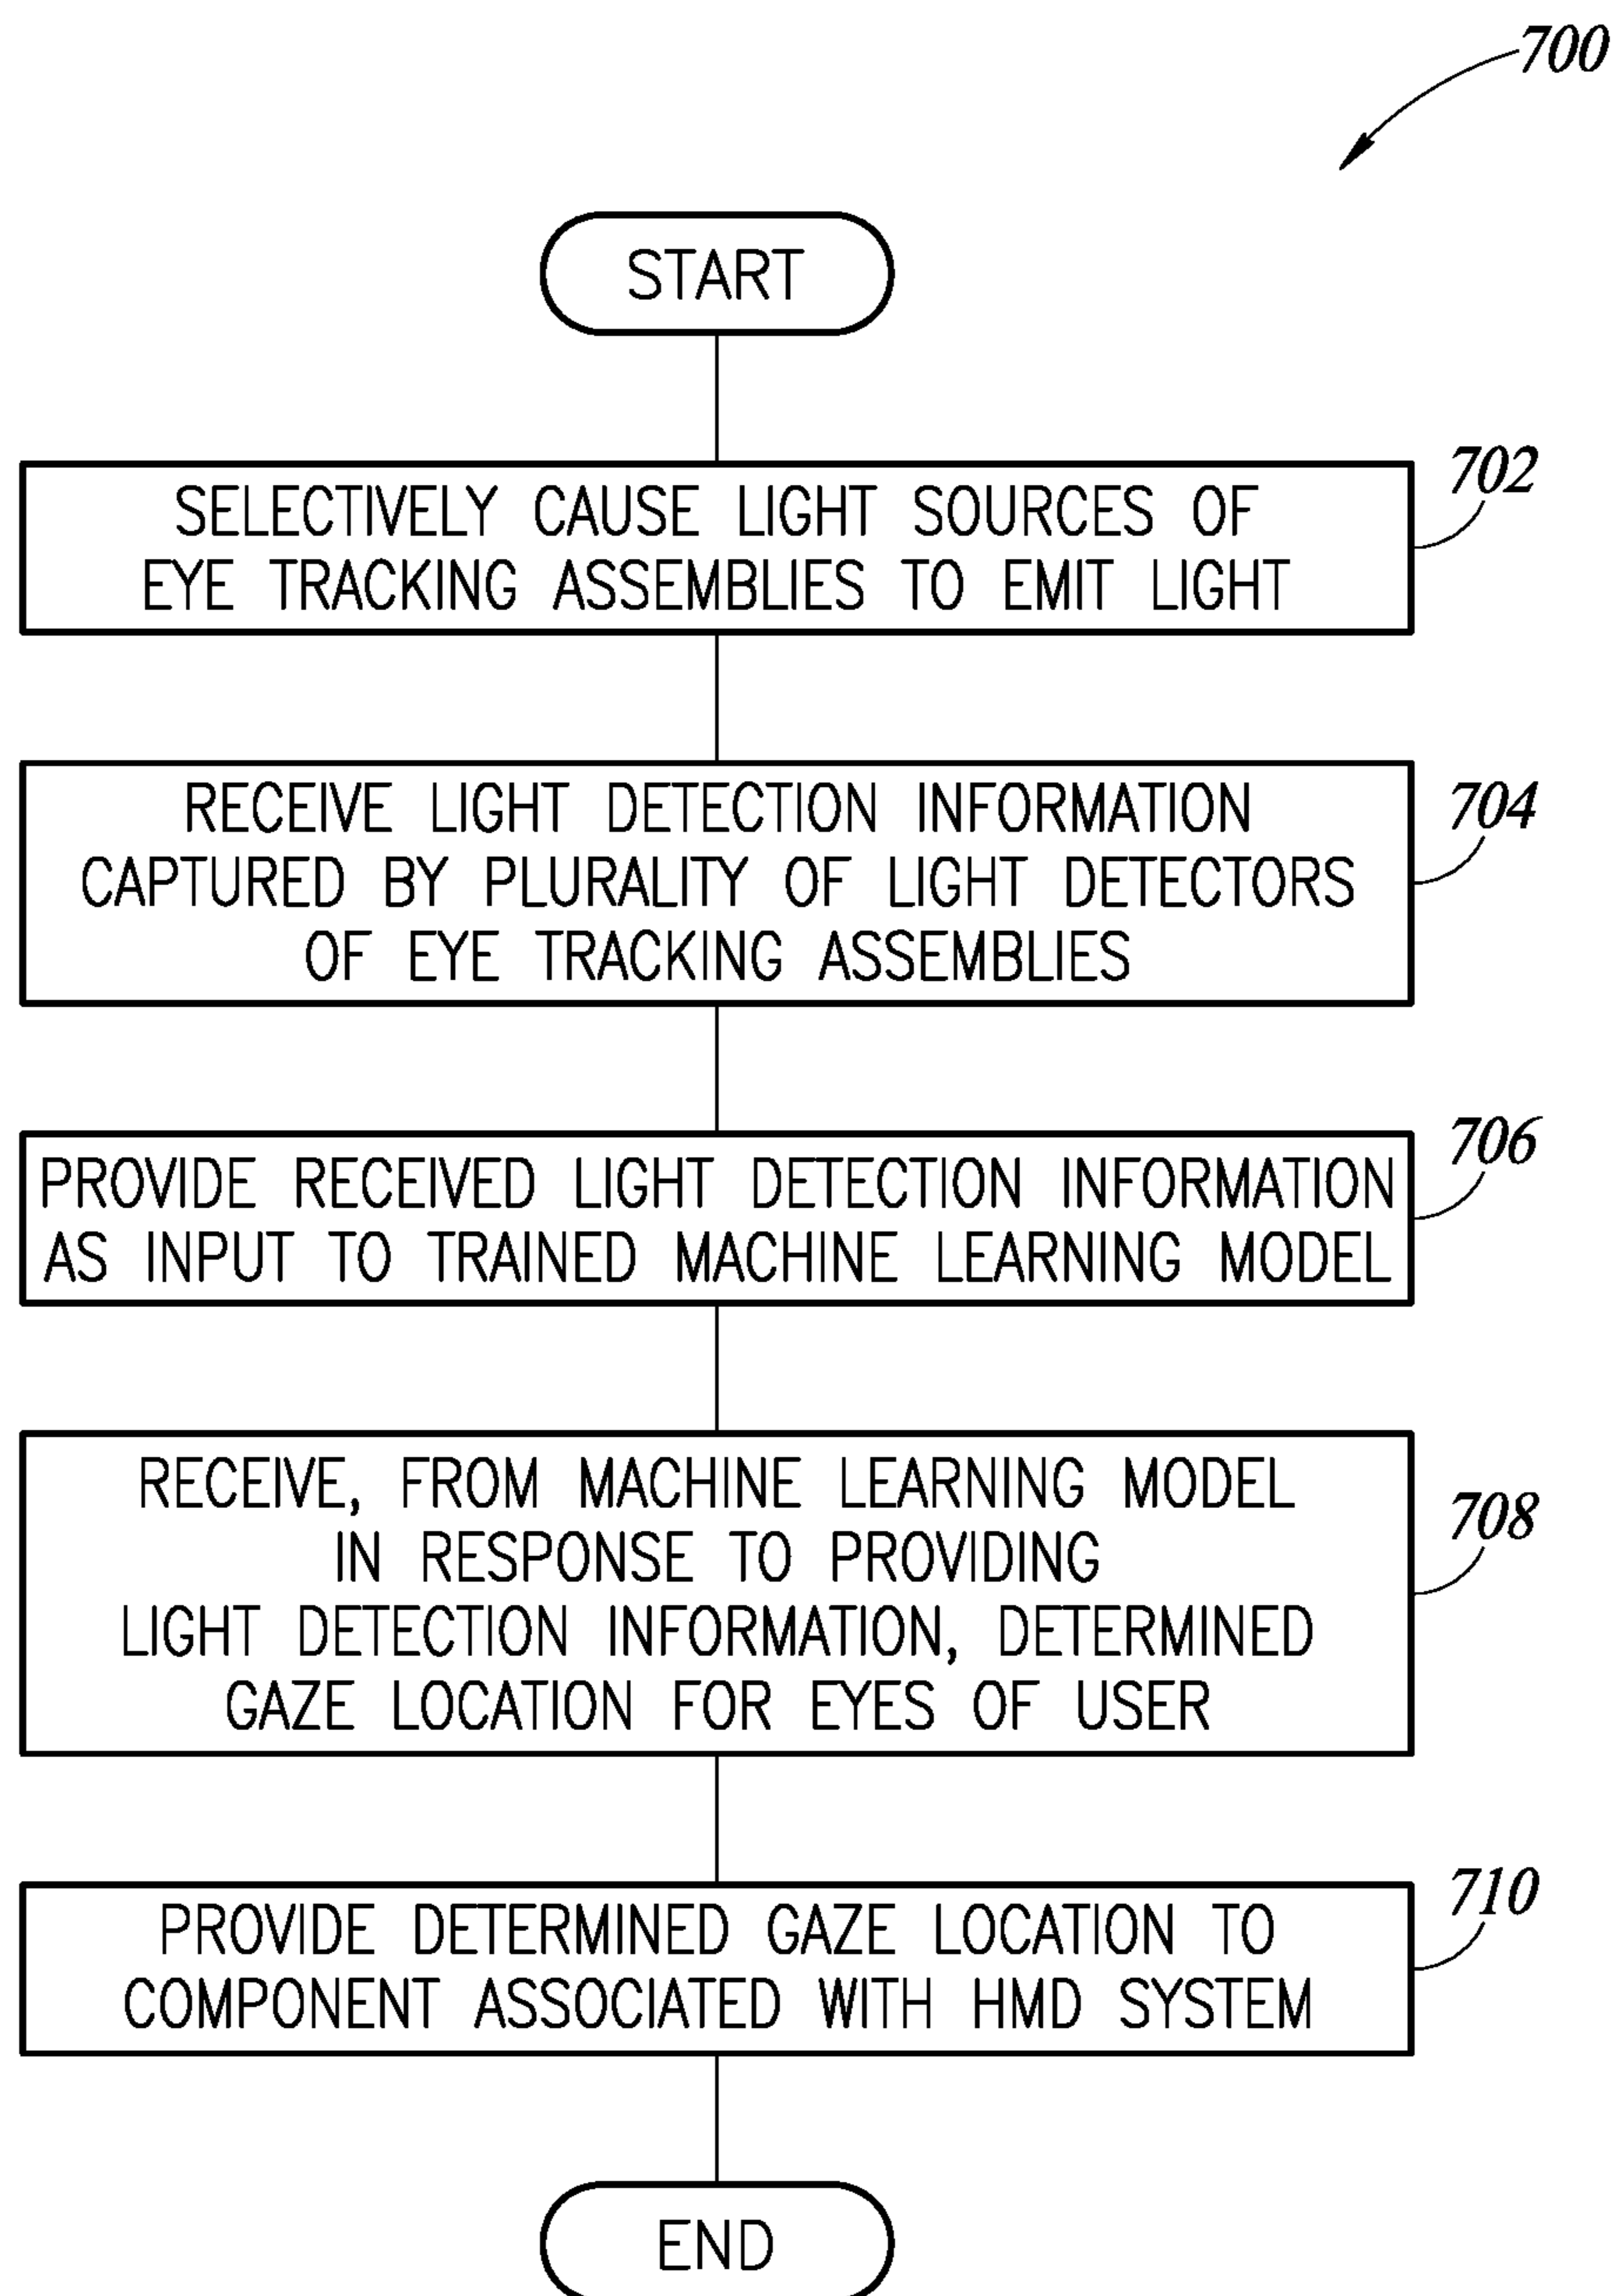 700
START
SELECTIVELY CAUSE LIGHT SOURCES OF
EYE TRACKING ASSEMBLIES TO EMIT LIGHT
702
RECEIVE LIGHT DETECTION INFORMATION
CAPTURED BY PLURALITY OF LIGHT DETECTORS
OF EYE TRACKING ASSEMBLIES
704
PROVIDE RECEIVED LIGHT DETECTION INFORMATION
AS INPUT TO TRAINED MACHINE LEARNING MODEL
706
RECEIVE, FROM MACHINE LEARNING MODEL
IN RESPONSE TO PROVIDING
LIGHT DETECTION INFORMATION, DETERMINED
GAZE LOCATION FOR EYES OF USER
708
PROVIDE DETERMINED GAZE LOCATION TO
COMPONENT ASSOCIATED WITH HMD SYSTEM
710
END